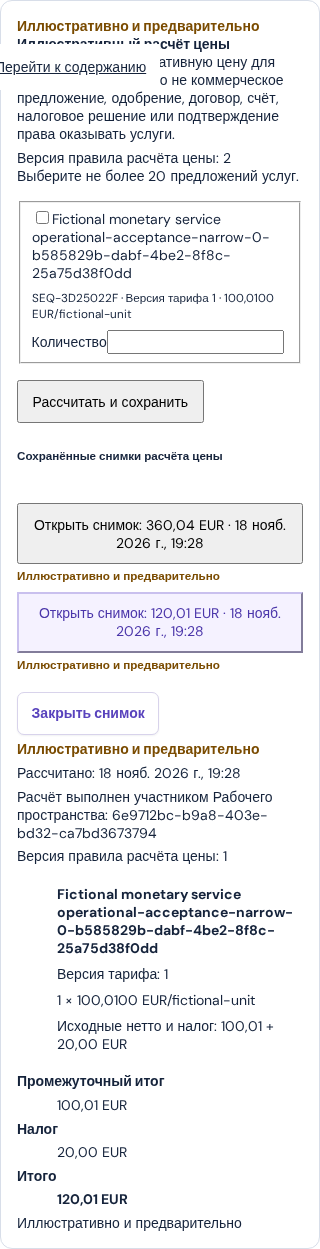 Иллюстративно и предварительно
Иллюстративный расчёт цены
Перейти к содержанию
ативную цену для
о не коммерческое
предложение, одобрение, договор, счёт,
налоговое решение или подтверждение
права оказывать услуги.
Версия правила расчёта цены: 2
Выберите не более 20 предложений услуг.
Fictional monetary service
operational-acceptance-narrow-0-
b585829b-dabf-4be2-8f8c-
25a75d38f0dd
SEQ-3D25022F · Версия тарифа 1 · 100,0100
EUR/fictional-unit
Количество
Рассчитать и сохранить
Сохранённые снимки расчёта цены
Открыть снимок: 360,04 EUR · 18 нояб.
2026 г., 19:28
Иллюстративно и предварительно
Открыть снимок: 120,01 EUR · 18 нояб.
2026 г., 19:28
Иллюстративно и предварительно
Закрыть снимок
Иллюстративно и предварительно
Рассчитано: 18 нояб. 2026 г., 19:28
Расчёт выполнен участником Рабочего
пространства: 6e9712bc-b9a8-403e-
bd32-ca7bd3673794
Версия правила расчёта цены: 1
Fictional monetary service
operational-acceptance-narrow-
0-b585829b-dabf-4be2-8f8c-
25a75d38f0dd
Версия тарифа: 1
1 × 100,0100 EUR/fictional-unit
Исходные нетто и налог: 100,01 +
20,00 EUR
Промежуточный итог
100,01 EUR
Налог
20,00 EUR
Итого
120,01 EUR
Иллюстративно и предварительно